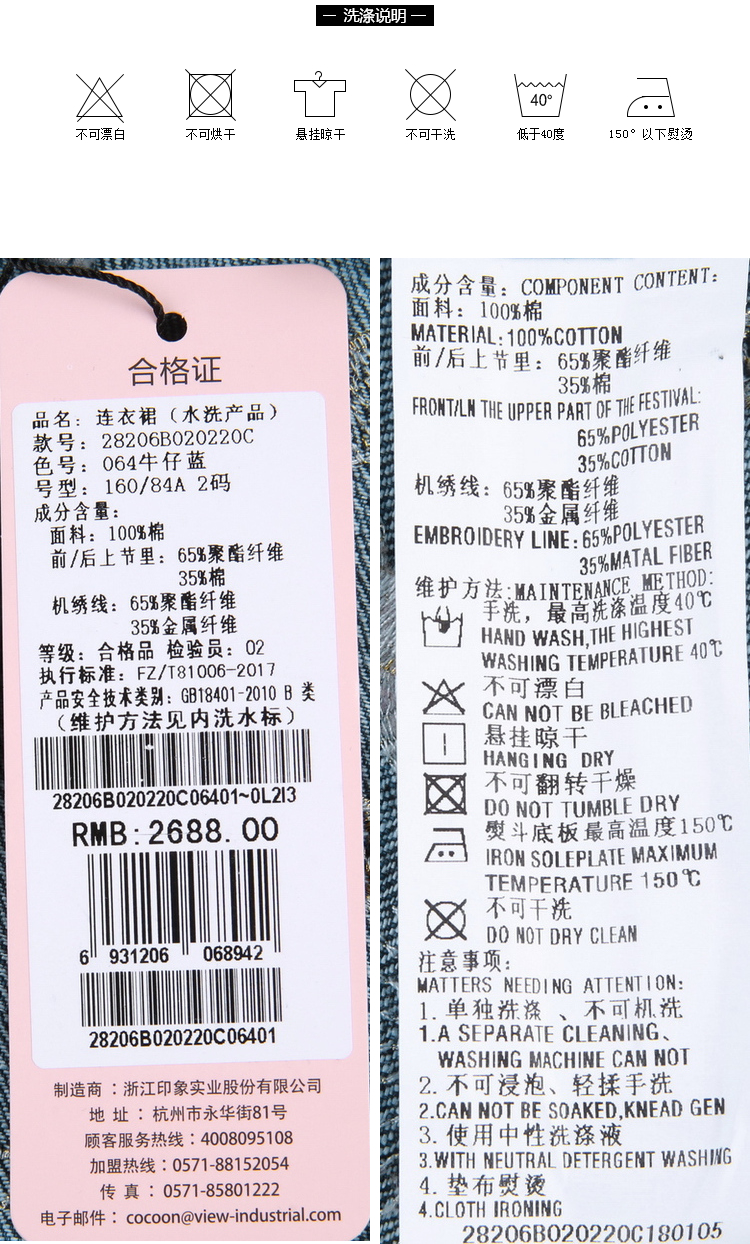 洗涤说明
40°
不可漂白
不可烘干
悬挂晾干
不可干洗
低于40度
150° 以下熨烫
合格证
品名: 连衣裙 (水洗产品)
款号: 28206B020220C
色号: 064牛仔蓝
号型: 160/84A 2码
成分含量:
面料: 100%棉
前/后上节里: 65%聚酯纤维
35%棉
机绣线: 65%聚酯纤维
35%金属纤维
等级: 合格品 检验员: 02
执行标准: FZ/T81006-2017
产品安全技术类别: GB18401-2010 B 类
(维护方法见内洗水标)
28206B020220C06401~0L2I3
RMB:2688.00
6 931206 068942
28206B020220C06401
制造商:浙江印象实业股份有限公司
地 址:杭州市永华街81号
顾客服务热线:4008095108
加盟热线:0571-88152054
传 真:0571-85801222
电子邮件:cocoon@view-industrial.com
成分含量: COMPONENT CONTENT:
面料: 100%棉
MATERIAL:100%COTTON
前/后上节里: 65%聚酯纤维
35%棉
FRONT/LN THE UPPER PART OF THE FESTIVAL:
65%POLYESTER
35%COTTON
机绣线: 65%聚酯纤维
35%金属纤维
EMBROIDERY LINE:65%POLYESTER
35%MATAL FIBER
维护方法:MAINTENANCE METHOD:
手洗, 最高洗涤温度40℃
HAND WASH,THE HIGHEST
WASHING TEMPERATURE 40℃
不可漂白
CAN NOT BE BLEACHED
悬挂晾干
HANGING DRY
不可翻转干燥
DO NOT TUMBLE DRY
熨斗底板最高温度150℃
IRON SOLEPLATE MAXIMUM
TEMPERATURE 150℃
不可干洗
DO NOT DRY CLEAN
注意事项:
MATTERS NEEDING ATTENTION:
1. 单独洗涤 、不可机洗
1.A SEPARATE CLEANING、
WASHING MACHINE CAN NOT
2. 不可浸泡、轻揉手洗
2.CAN NOT BE SOAKED,KNEAD GEN
3. 使用中性洗涤液
3.WITH NEUTRAL DETERGENT WASHING
4. 垫布熨烫
4.CLOTH IRONING
28206B020220C180105